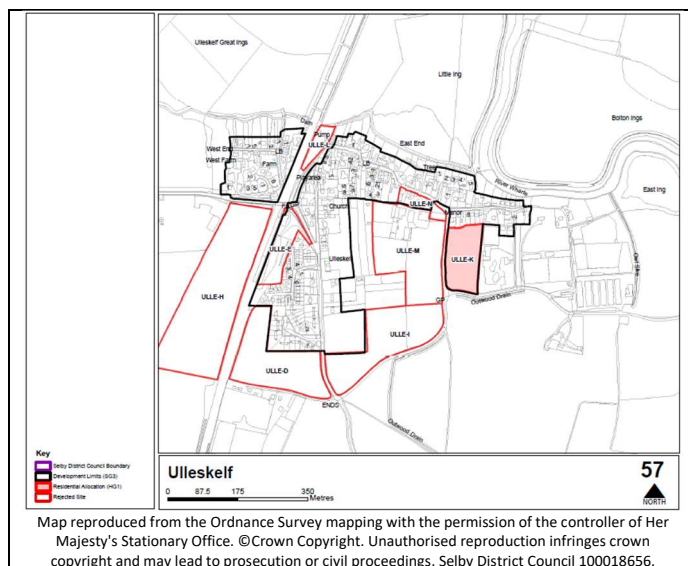 Ulleskelf Great Ings
Little Ing
Bolton Ings
Dam
Pump
ULLE-L
West End
West Farm
LB
Farm
East End
LB
River Wharfe
East Ing
Church
ULLE-N
Manor
ULLE-E
Ulleskelf
ULLE-M
ULLE-K
ULLE-H
GP
Outwood Drain
ULLE-I
ULLE-D
ENDS
Outwood Drain
Key
Selby District Council Boundary
Development Limits (SG3)
Residential Allocation (HG1)
Rejected Site
Ulleskelf
57
0 87.5 175 350
Metres
NORTH
Map reproduced from the Ordnance Survey mapping with the permission of the controller of Her
Majesty's Stationary Office. ©Crown Copyright. Unauthorised reproduction infringes crown
copyright and may lead to prosecution or civil proceedings. Selby District Council 100018656.